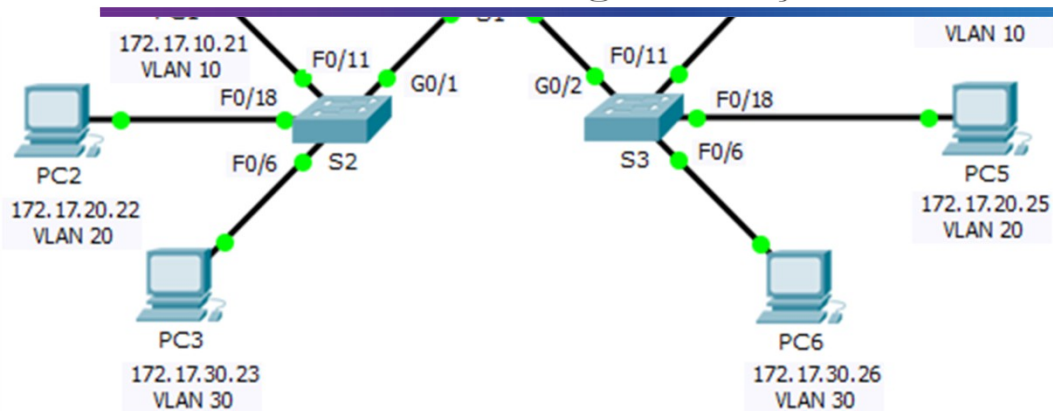 172.17.10.21
VLAN 10
F0/11
G0/1
F0/18
F0/6
S2
PC2
172.17.20.22
VLAN 20
PC3
172.17.30.23
VLAN 30
VLAN 10
F0/11
G0/2
F0/18
F0/6
S3
PC5
172.17.20.25
VLAN 20
PC6
172.17.30.26
VLAN 30